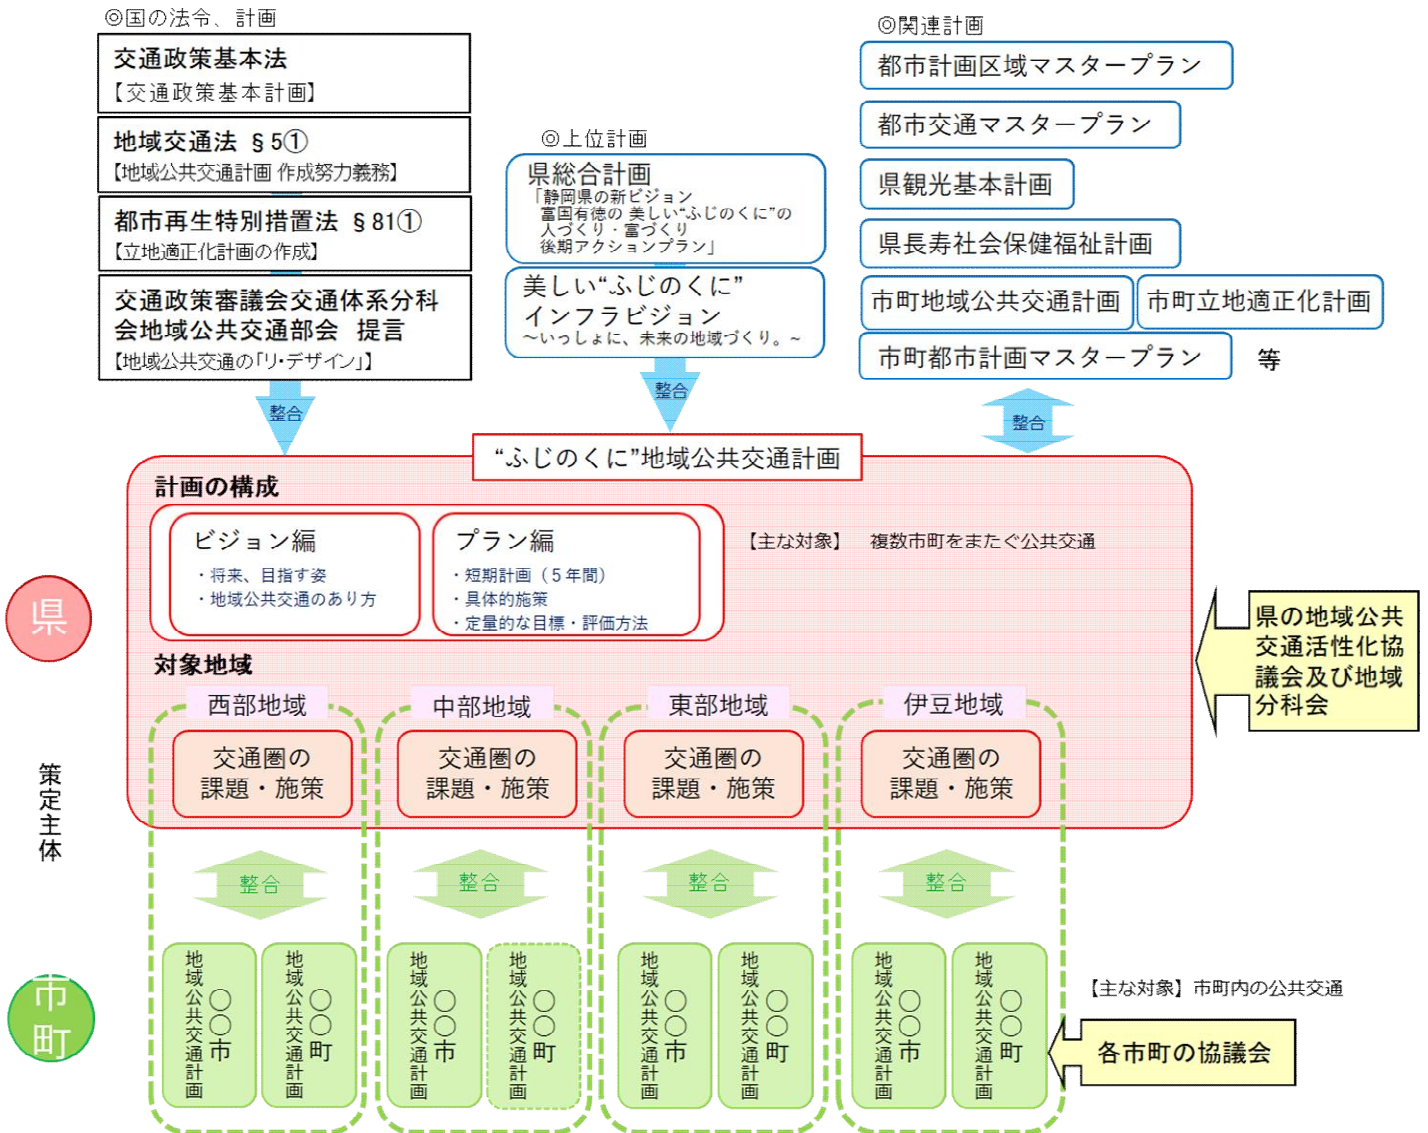 ◎国の法令、計画
交通政策基本法
【交通政策基本計画】
地域交通法 §5①
【地域公共交通計画 作成努力義務】
都市再生特別措置法 §81①
【立地適正化計画の作成】
交通政策審議会交通体系分科
会地域公共交通部会 提言
【地域公共交通の「リ・デザイン」】
整合
◎上位計画
県総合計画
「静岡県の新ビジョン
富国有徳の 美しい“ふじのくに”の
人づくり・富づくり
後期アクションプラン」
美しい“ふじのくに”
インフラビジョン
～いっしょに、未来の地域づくり。~
整合
◎関連計画
都市計画区域マスタープラン
都市交通マスタープラン
県観光基本計画
県長寿社会保健福祉計画
市町地域公共交通計画
市町立地適正化計画
市町都市計画マスタープラン
等
整合
“ふじのくに”地域公共交通計画
計画の構成
ビジョン編
・将来、目指す姿
・地域公共交通のあり方
プラン編
・短期計画（５年間）
・具体的施策
・定量的な目標・評価方法
【主な対象】 複数市町をまたぐ公共交通
県
県の地域公共
交通活性化協
議会及び地域
分科会
対象地域
西部地域
中部地域
東部地域
伊豆地域
交通圏の
課題・施策
交通圏の
課題・施策
交通圏の
課題・施策
交通圏の
課題・施策
策定主体
整合
整合
整合
整合
市町
〇〇市
地域公共交通計画
〇〇町
地域公共交通計画
〇〇市
地域公共交通計画
〇〇町
地域公共交通計画
〇〇市
地域公共交通計画
〇〇町
地域公共交通計画
〇〇市
地域公共交通計画
〇〇町
地域公共交通計画
【主な対象】市町内の公共交通
各市町の協議会